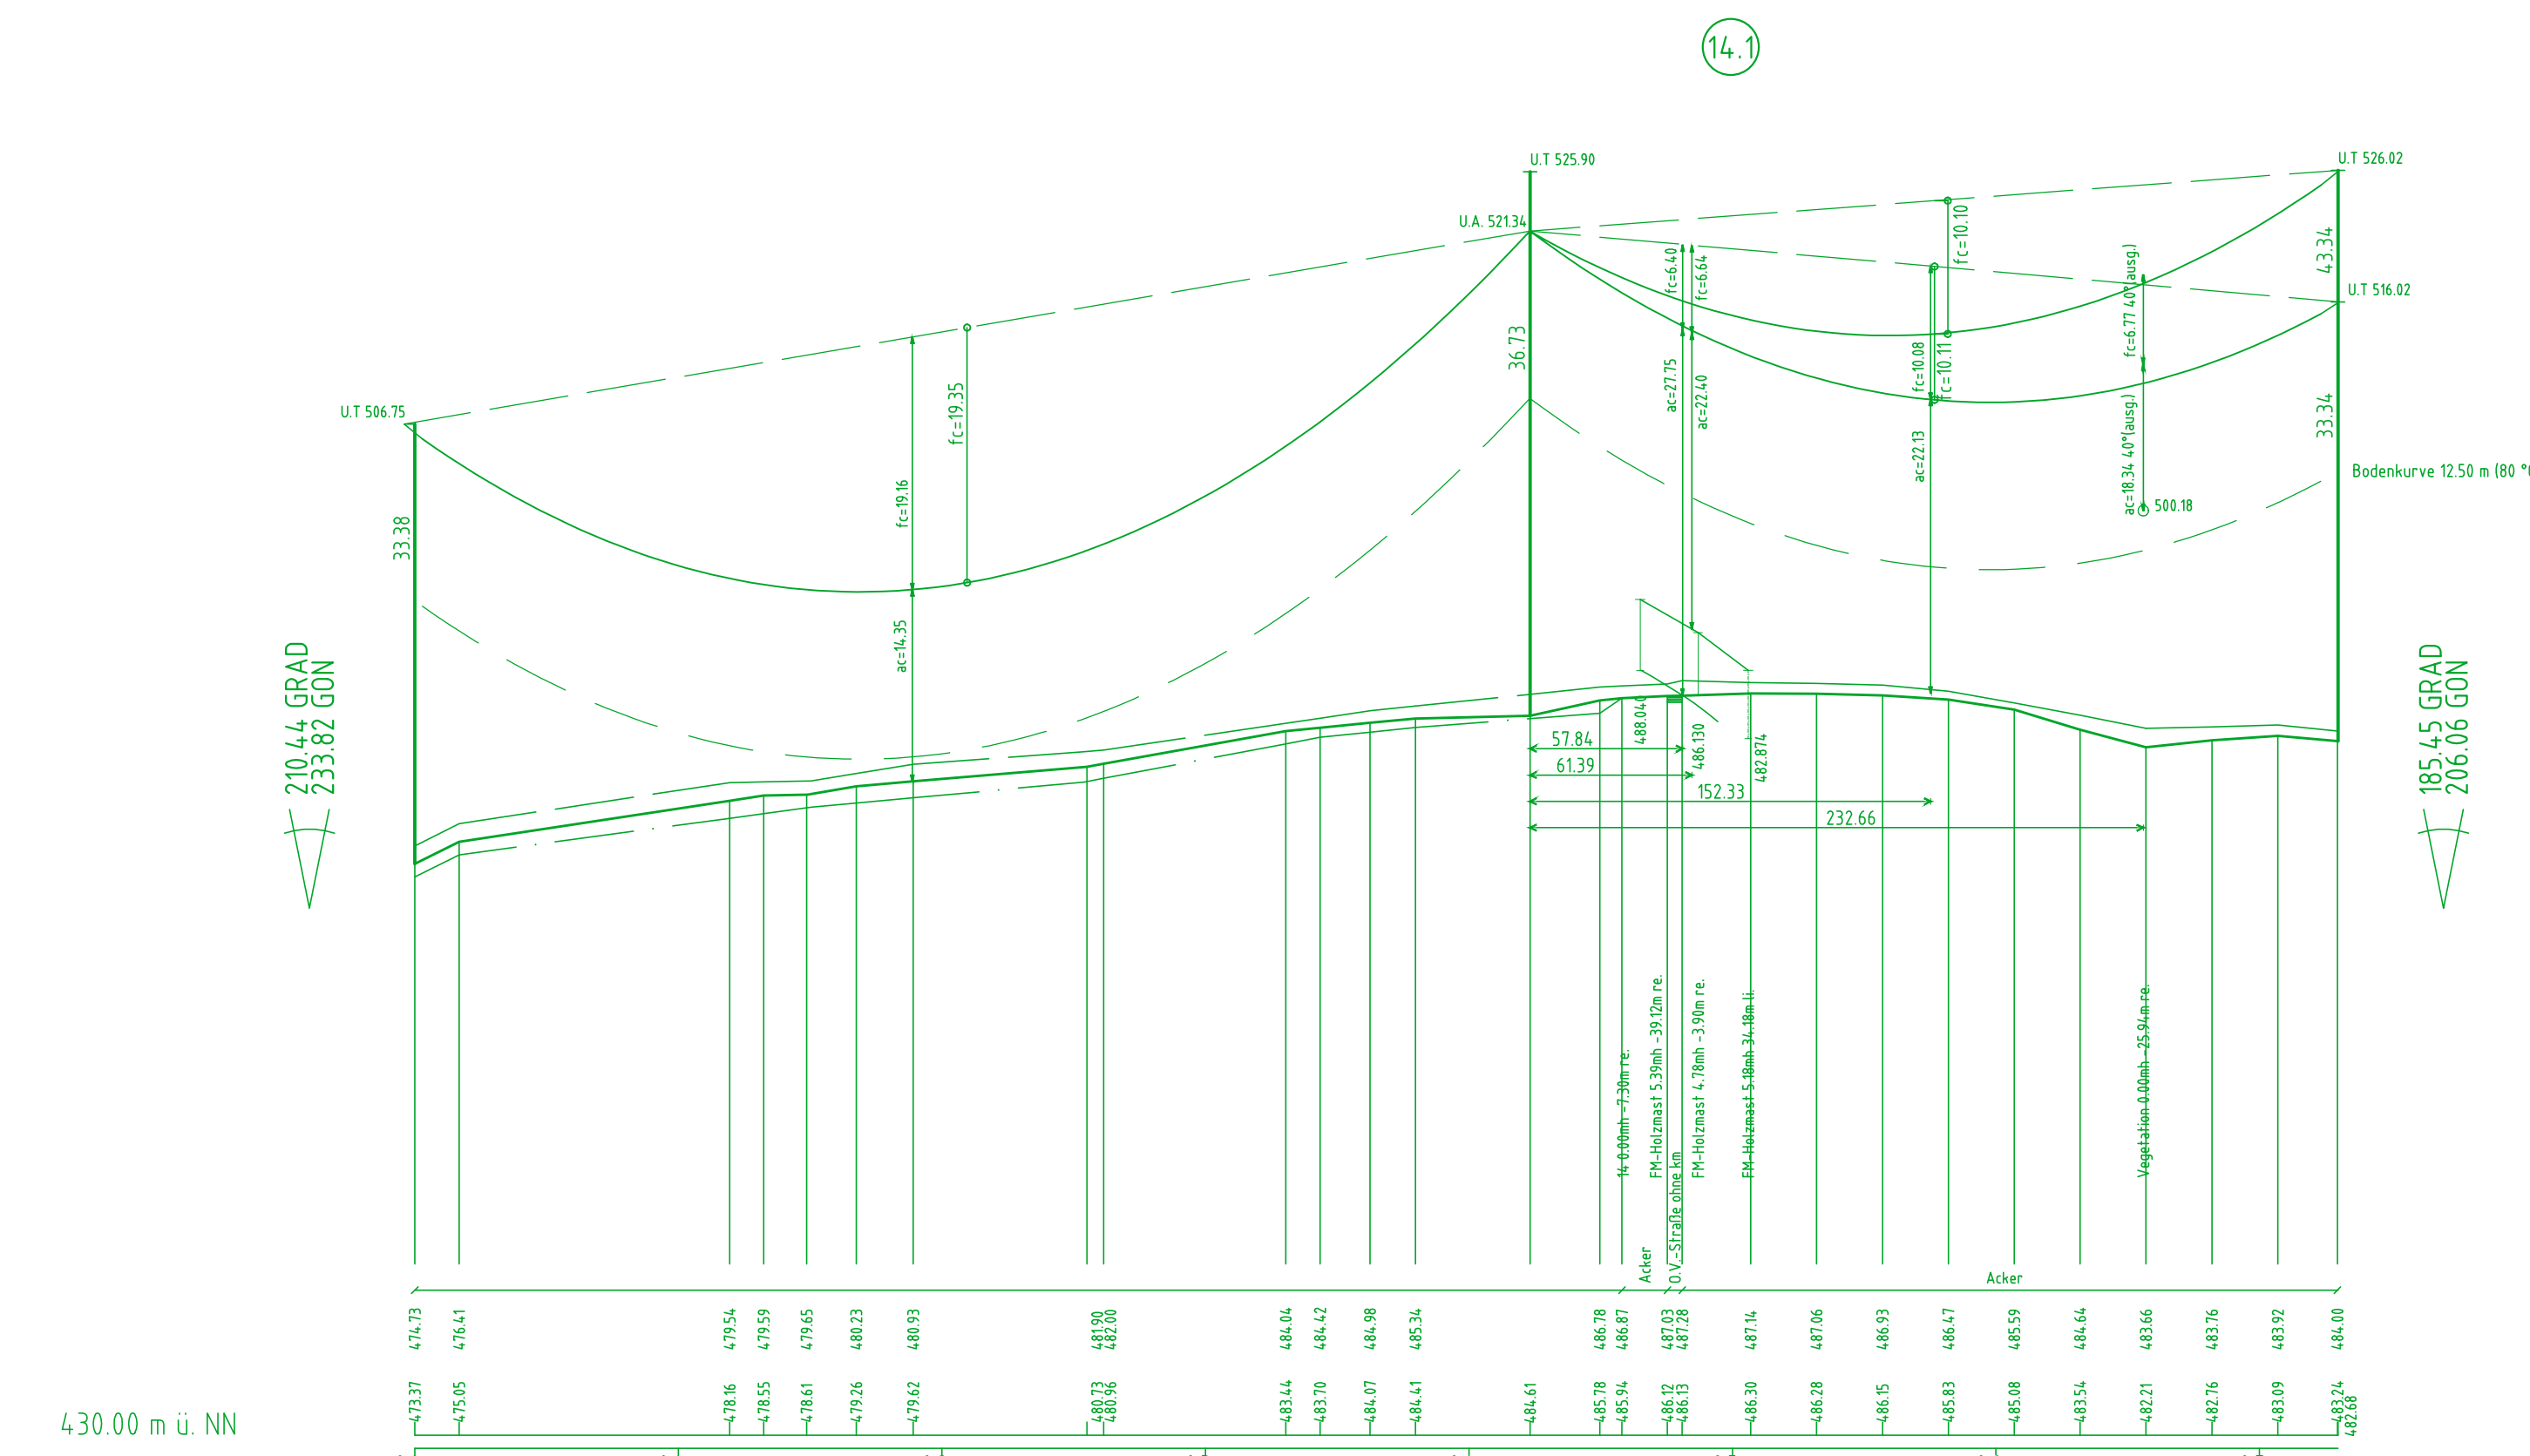 14.1
U.T 525.90
U.T 526.02
U.A. 521.34
fc=6.40
fc=6.64
fc=10.10
fc=6.77 40°(ausg.)
43.34
U.T 516.02
36.73
ac=27.75
ac=22.40
fc=10.08
fc=10.11
U.T 506.75
fc=19.35
33.34
ac=22.13
ac=18.34 40°(ausg.)
500.18
Bodenkurve 12.50 m (80
33.38
fc=19.16
ac=14.35
210.44 GRAD
233.82 GON
185.45 GRAD
206.06 GON
488.040
486.130
482.874
57.84
61.39
152.33
232.66
14 0.00mh -7.30m re.
FM-Holzmast 5.39mh -39.12m re.
O.V.-Straße ohne km
FM-Holzmast 4.78mh -3.90m re.
FM-Holzmast 5.18mh 34.18m li.
Vegetation 0.00mh -25.94m re.
Acker
Acker
474.73 476.41 479.54 479.59 479.65 480.23 480.93 481.90 482.00 484.04 484.42 484.98 485.34 486.78 486.87 487.03 487.28 487.14 487.06 486.93 486.47 485.59 484.64 483.66 483.76 483.92 484.00
473.37 475.05 478.16 478.55 478.61 479.26 479.62 480.73 480.96 483.44 483.70 484.07 484.41 484.61 485.78 485.94 486.12 486.13 486.30 486.28 486.15 485.83 485.08 483.54 482.21 482.76 483.09 483.24 482.68
430.00 m ü. NN